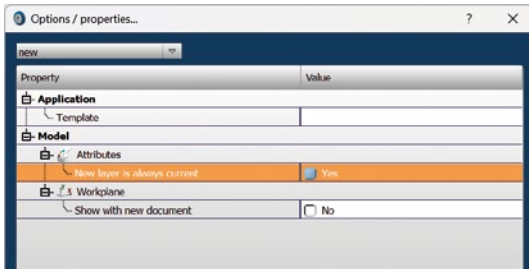 Options / properties...
new
Property Value
Application
Template
Model
Attributes
New layer is always current Yes
Workplane
Show with new document No